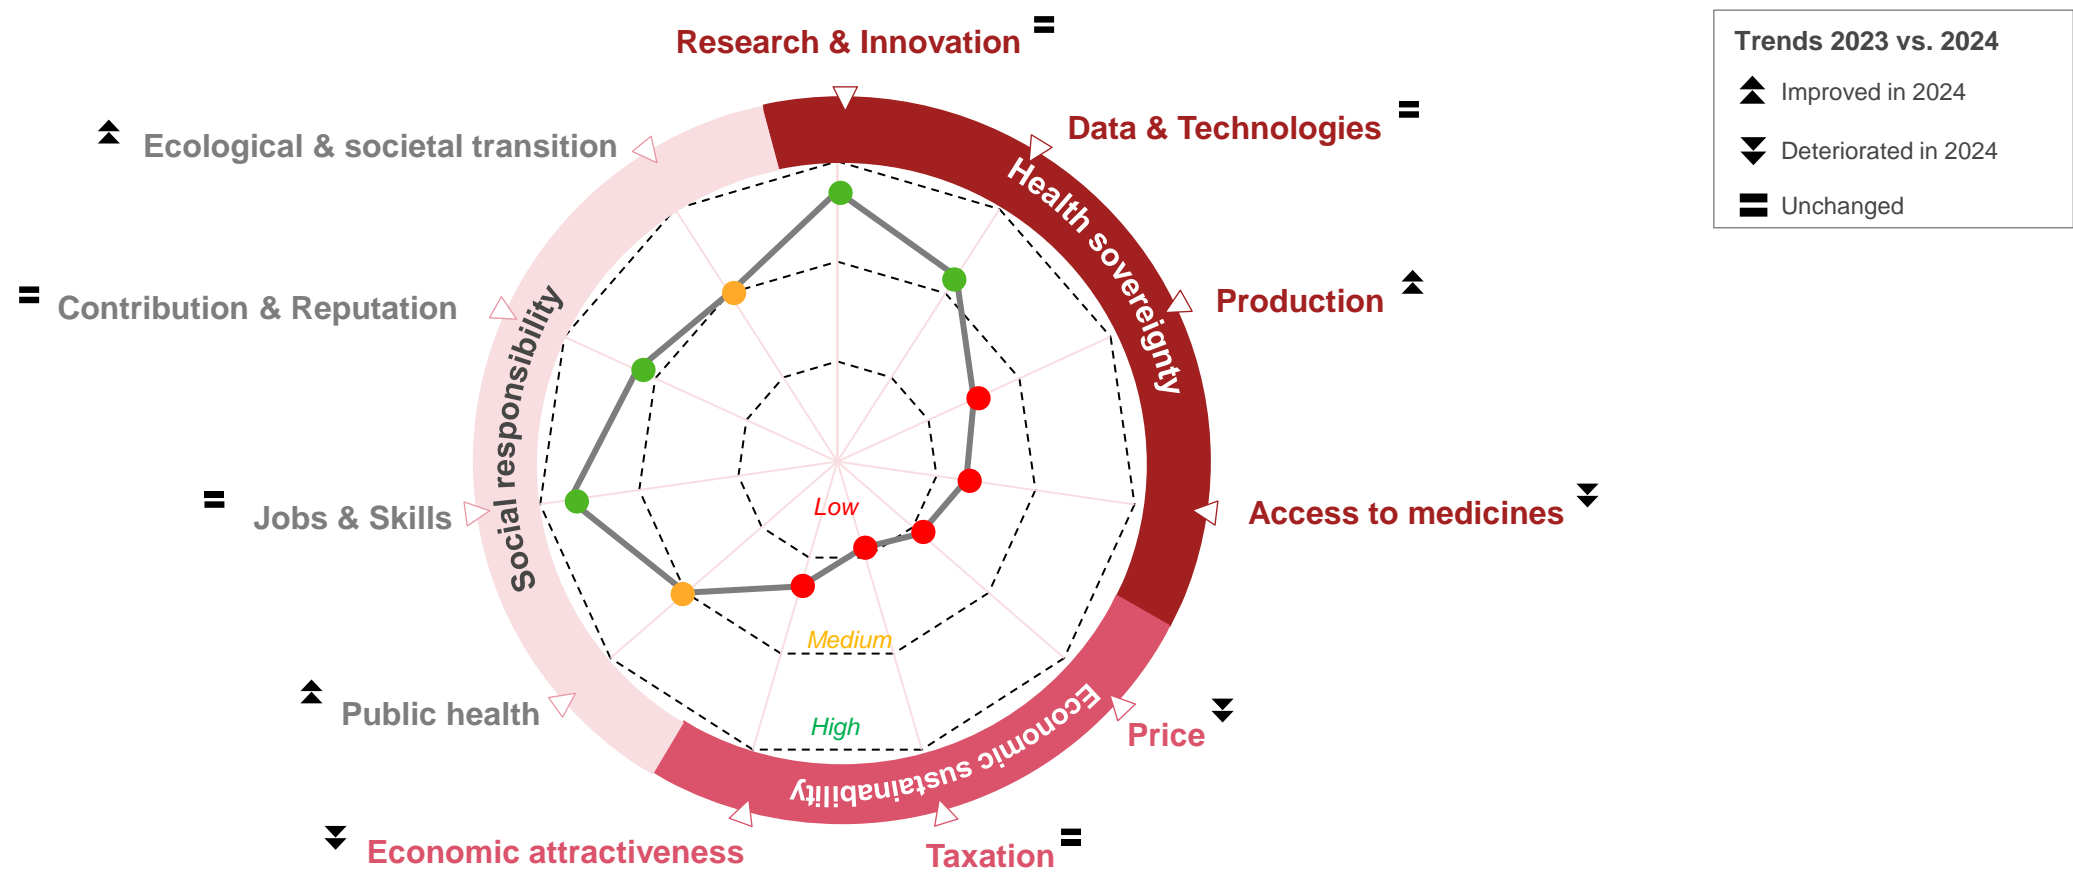 Research & Innovation
Trends 2023 vs. 2024
Improved in 2024
Deteriorated in 2024
Unchanged
Data & Technologies
Ecological & societal transition
Health sovereignty
Production
Contribution & Reputation
Social responsibility
Jobs & Skills
Access to medicines
Low
Medium
High
Public health
Price
Economic sustainability
Economic attractiveness
Taxation